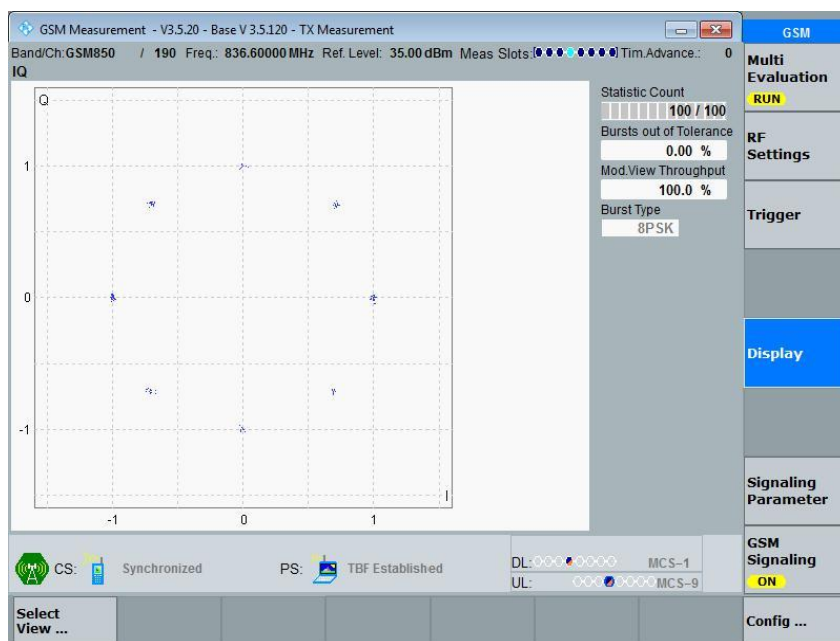 GSM Measurement - V3.5.20 - Base V 3.5.120 - TX Measurement
GSM
Band/Ch: GSM850 / 190 Freq.: 836.60000 MHz Ref. Level: 35.00 dBm Meas Slots: Tim.Advance.: 0
IQ
Multi
Evaluation
RUN
Q
Statistic Count
100 / 100
Bursts out of Tolerance
0.00 %
Mod.View Throughput
100.0 %
Burst Type
8PSK
RF
Settings
Trigger
1
0
-1
I
-1 0 1
Display
Signaling
Parameter
GSM
Signaling
ON
CS: Synchronized PS: TBF Established
DL: MCS-1
UL: MCS-9
Select
View ...
Config ...